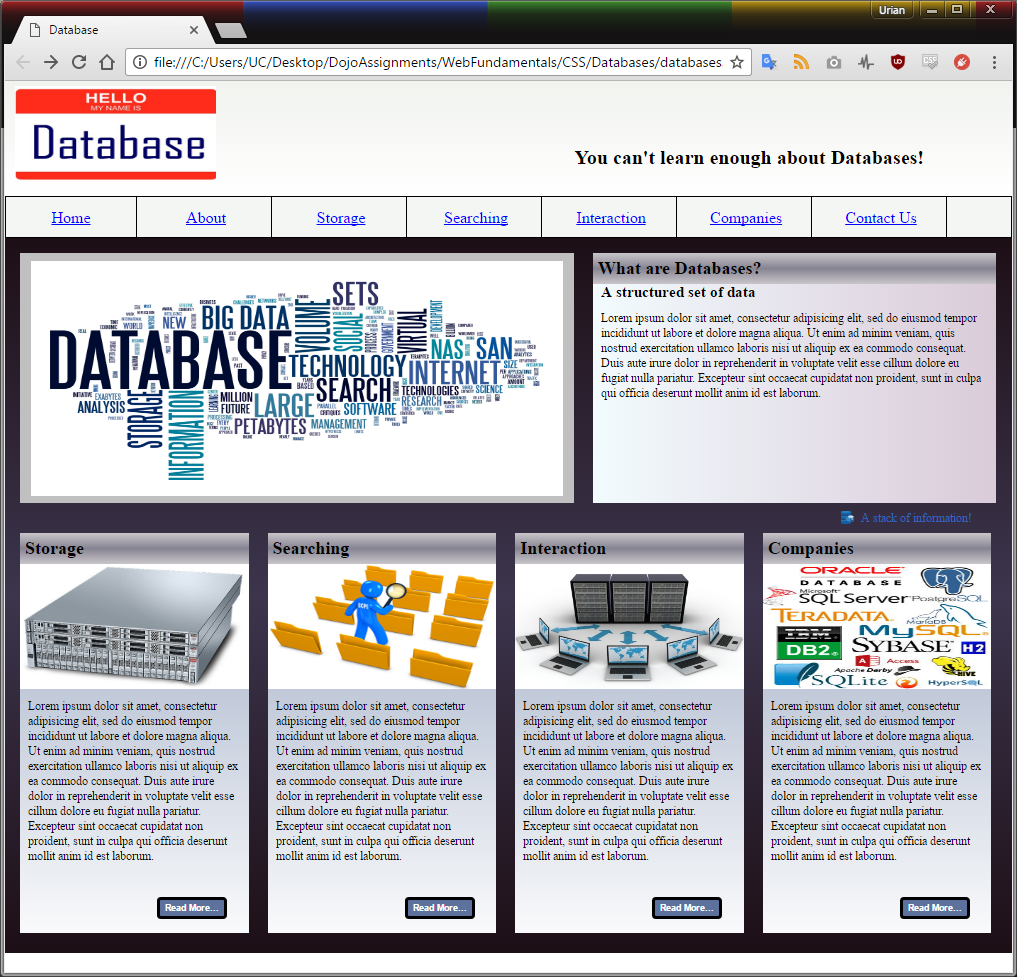 Urian
Database
file:///C:/Users/UC/Desktop/DojoAssignments/WebFundamentals/CSS/Databases/databases
HELLO
MY NAME IS
Database
You can't learn enough about Databases!
Home About Storage Searching Interaction Companies Contact Us
SETS
NEW BIG DATA VOLUME SOCIAL VIRTUAL
DATABASE TECHNOLOGY INTERNET NAS SAN
SIZE
SEARCH TECHNOLOGIES SCIENCE
INITIATIVE EXABYTES MILLION
ANALYSIS STORAGE FUTURE LARGE SOFTWARE RESEARCH
INFORMATION PETABYTES MANAGEMENT
What are Databases?
A structured set of data
Lorem ipsum dolor sit amet, consectetur adipisicing elit, sed do eiusmod tempor
incididunt ut labore et dolore magna aliqua. Ut enim ad minim veniam, quis
nostrud exercitation ullamco laboris nisi ut aliquip ex ea commodo consequat.
Duis aute irure dolor in reprehenderit in voluptate velit esse cillum dolore eu
fugiat nulla pariatur. Excepteur sint occaecat cupidatat non proident, sunt in culpa
qui officia deserunt mollit anim id est laborum.
A stack of information!
Storage
Lorem ipsum dolor sit amet, consectetur
adipisicing elit, sed do eiusmod tempor
incididunt ut labore et dolore magna aliqua.
Ut enim ad minim veniam, quis nostrud
exercitation ullamco laboris nisi ut aliquip ex
ea commodo consequat. Duis aute irure
dolor in reprehenderit in voluptate velit esse
cillum dolore eu fugiat nulla pariatur.
Excepteur sint occaecat cupidatat non
proident, sunt in culpa qui officia deserunt
mollit anim id est laborum.
Read More...
Searching
Lorem ipsum dolor sit amet, consectetur
adipisicing elit, sed do eiusmod tempor
incididunt ut labore et dolore magna aliqua.
Ut enim ad minim veniam, quis nostrud
exercitation ullamco laboris nisi ut aliquip ex
ea commodo consequat. Duis aute irure
dolor in reprehenderit in voluptate velit esse
cillum dolore eu fugiat nulla pariatur.
Excepteur sint occaecat cupidatat non
proident, sunt in culpa qui officia deserunt
mollit anim id est laborum.
Read More...
Interaction
Lorem ipsum dolor sit amet, consectetur
adipisicing elit, sed do eiusmod tempor
incididunt ut labore et dolore magna aliqua.
Ut enim ad minim veniam, quis nostrud
exercitation ullamco laboris nisi ut aliquip ex
ea commodo consequat. Duis aute irure
dolor in reprehenderit in voluptate velit esse
cillum dolore eu fugiat nulla pariatur.
Excepteur sint occaecat cupidatat non
proident, sunt in culpa qui officia deserunt
mollit anim id est laborum.
Read More...
Companies
ORACLE
DATABASE
Microsoft
SQL Server PostgreSQL
TERADATA MariaDB
IBM MySQL
DB2 SYBASE H2
Access
Apache Derby HIVE
SQLite HyperSQL
Lorem ipsum dolor sit amet, consectetur
adipisicing elit, sed do eiusmod tempor
incididunt ut labore et dolore magna aliqua.
Ut enim ad minim veniam, quis nostrud
exercitation ullamco laboris nisi ut aliquip ex
ea commodo consequat. Duis aute irure
dolor in reprehenderit in voluptate velit esse
cillum dolore eu fugiat nulla pariatur.
Excepteur sint occaecat cupidatat non
proident, sunt in culpa qui officia deserunt
mollit anim id est laborum.
Read More...